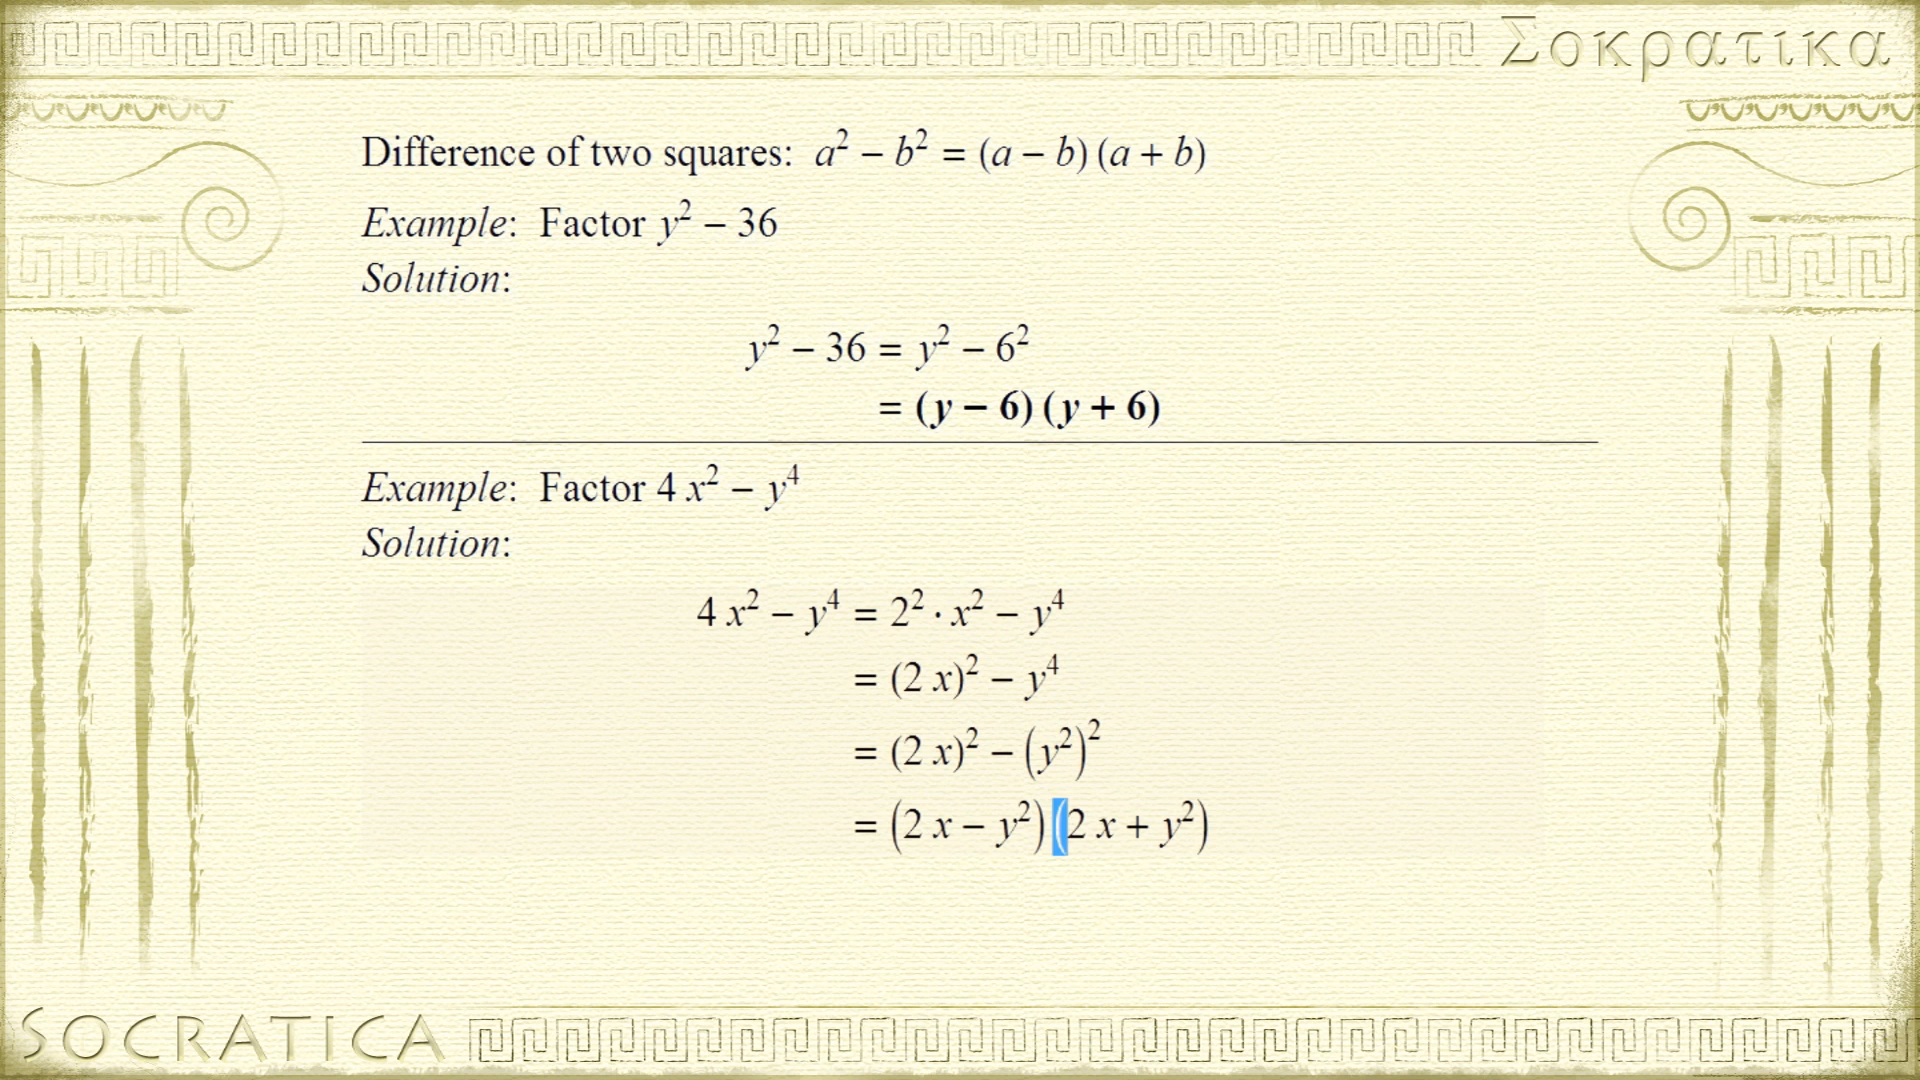 Σοκρατικα
Difference of two squares: a² − b² = (a − b) (a + b)
Example: Factor y² − 36
Solution:
y² − 36 = y² − 6²
= (y − 6) (y + 6)
Example: Factor 4 x² − y⁴
Solution:
4 x² − y⁴ = 2² · x² − y⁴
= (2 x)² − y⁴
= (2 x)² − (y²)²
= (2 x − y²) (2 x + y²)
SOCRATICA